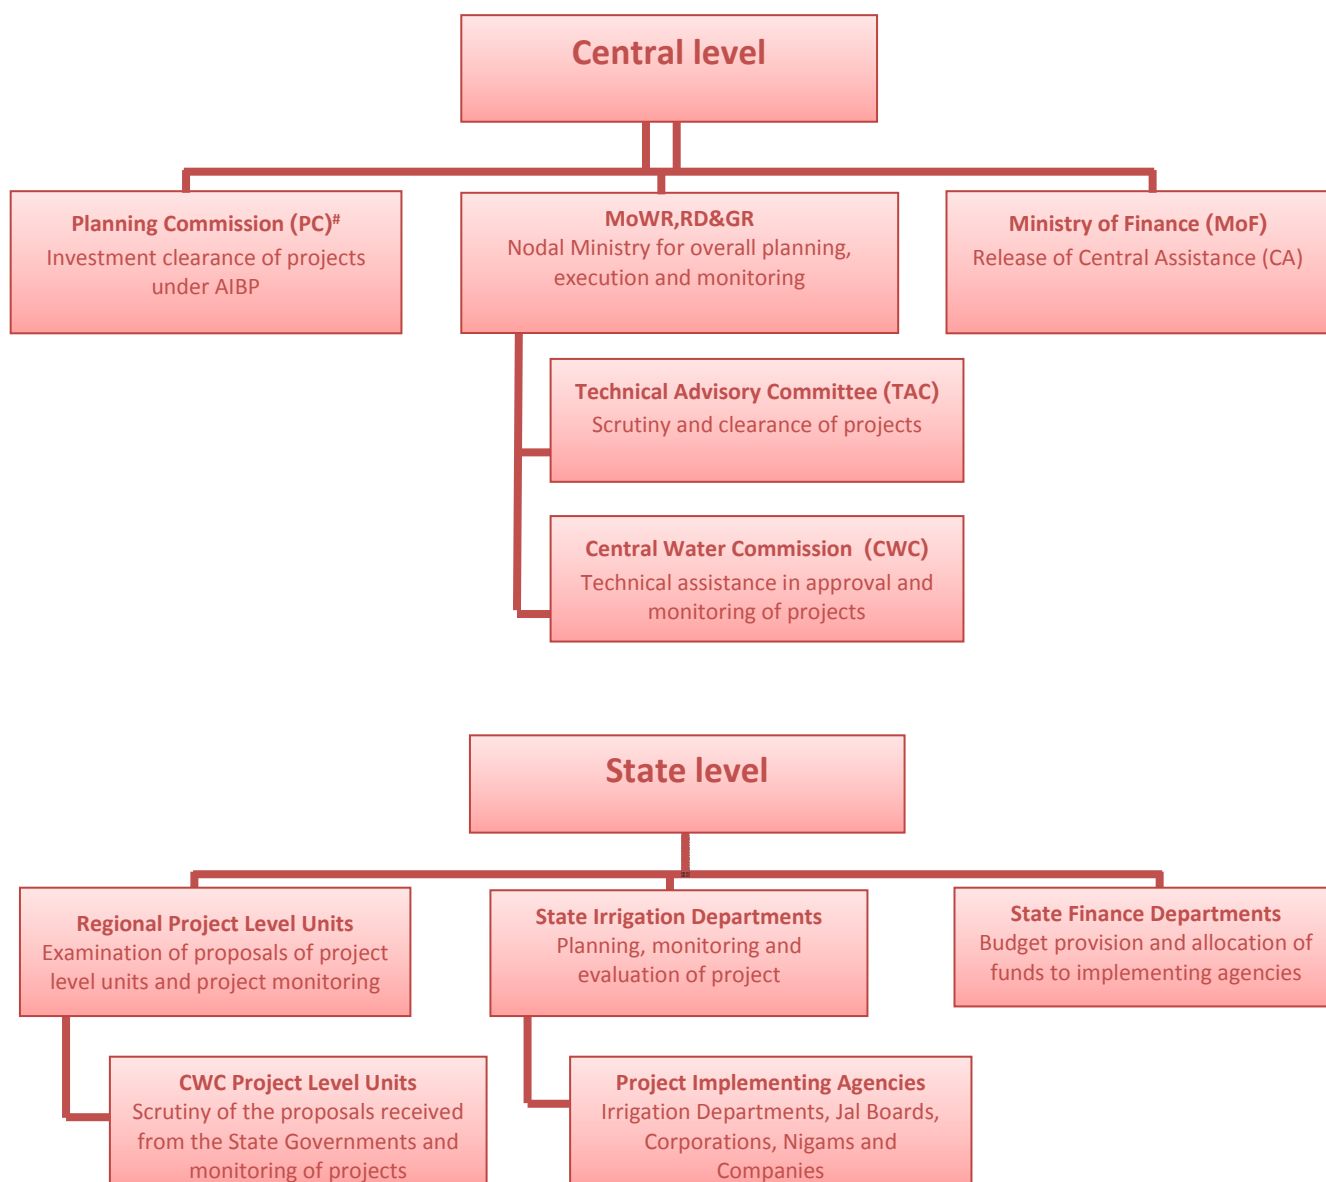 Central level
Planning Commission (PC)#
Investment clearance of projects
under AIBP
MoWR,RD&GR
Nodal Ministry for overall planning,
execution and monitoring
Ministry of Finance (MoF)
Release of Central Assistance (CA)
Technical Advisory Committee (TAC)
Scrutiny and clearance of projects
Central Water Commission (CWC)
Technical assistance in approval and
monitoring of projects
State level
Regional Project Level Units
Examination of proposals of project
level units and project monitoring
State Irrigation Departments
Planning, monitoring and
evaluation of project
State Finance Departments
Budget provision and allocation of
funds to implementing agencies
CWC Project Level Units
Scrutiny of the proposals received
from the State Governments and
monitoring of projects
Project Implementing Agencies
Irrigation Departments, Jal Boards,
Corporations, Nigams and
Companies